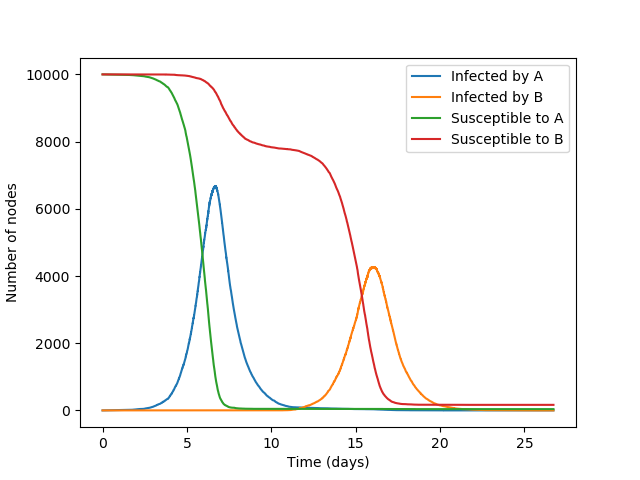 Infected by A
Infected by B
Susceptible to A
Susceptible to B
Number of nodes
10000
8000
6000
4000
2000
0
0 5 10 15 20 25
Time (days)